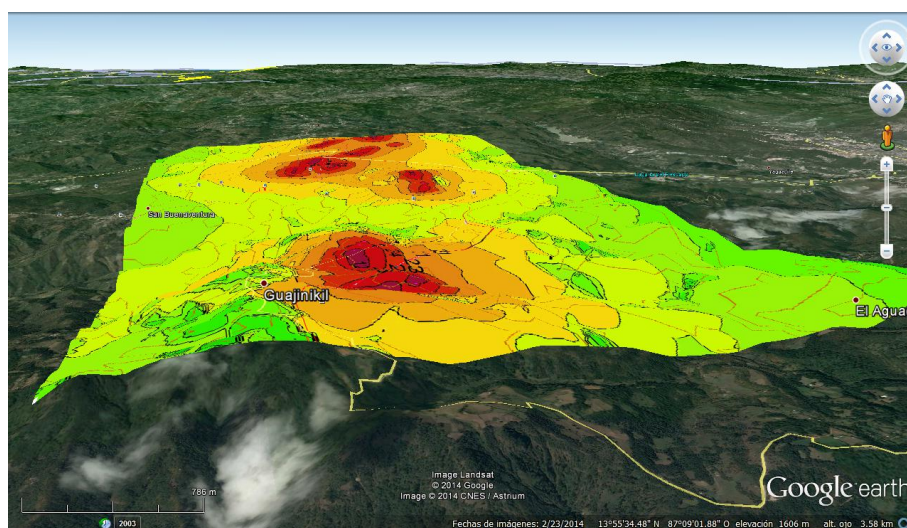 San Buenaventura
Guajinikil
El Agua
786 m
Image Landsat
© 2014 Google
Image © 2014 CNES / Astrium
Google earth
2003
Fechas de imágenes: 2/23/2014 13°55'34.48" N 87°09'01.88" O elevación 1606 m alt. ojo 3.58 km